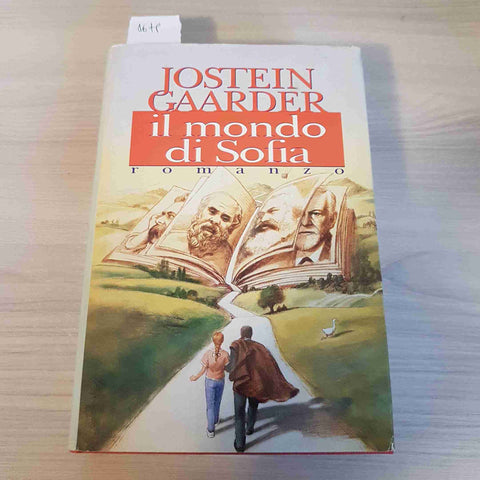 JOSTEIN
GAARDER
il mondo
di Sofia
romanzo